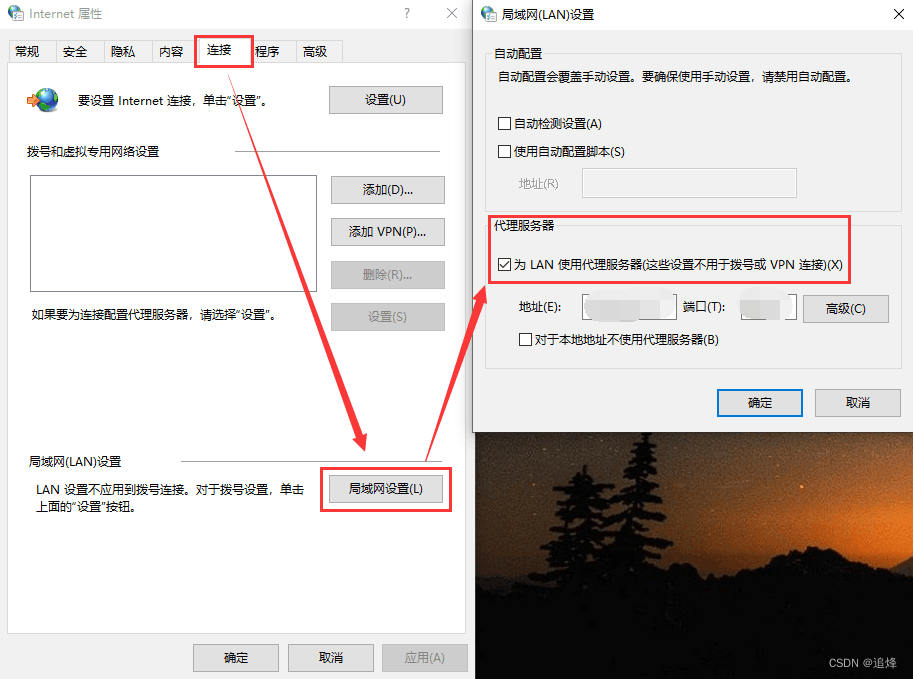 Internet 属性
常规
安全
隐私
内容
连接
程序
高级
要设置 Internet 连接，单击“设置”。
设置(U)
拨号和虚拟专用网络设置
添加(D)...
添加 VPN(P)...
删除(R)...
如果要为连接配置代理服务器，请选择“设置”。
设置(S)
局域网(LAN)设置
LAN 设置不应用到拨号连接。对于拨号设置，单击
上面的“设置”按钮。
局域网设置(L)
确定
取消
应用(A)
局域网(LAN)设置
自动配置
自动配置会覆盖手动设置。要确保使用手动设置，请禁用自动配置。
自动检测设置(A)
使用自动配置脚本(S)
地址(R)
代理服务器
为 LAN 使用代理服务器(这些设置不用于拨号或 VPN 连接)(X)
地址(E):
端口(T):
高级(C)
对于本地地址不使用代理服务器(B)
确定
取消
CSDN @追烽